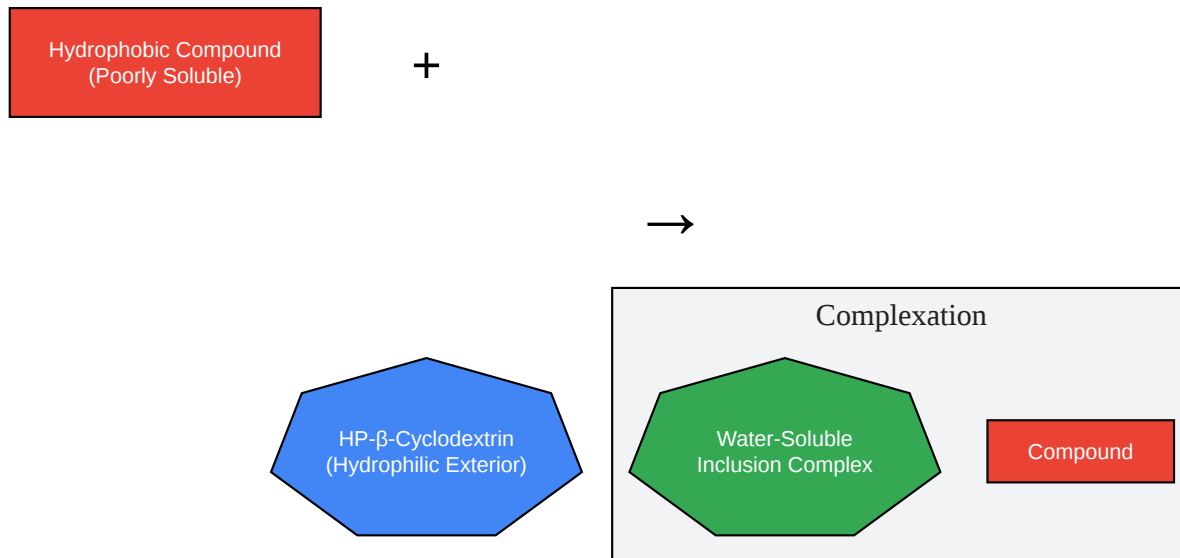 Hydrophobic Compound
(Poorly Soluble)
+
→
Complexation
HP-β-Cyclodextrin
(Hydrophilic Exterior)
Water-Soluble
Inclusion Complex
Compound